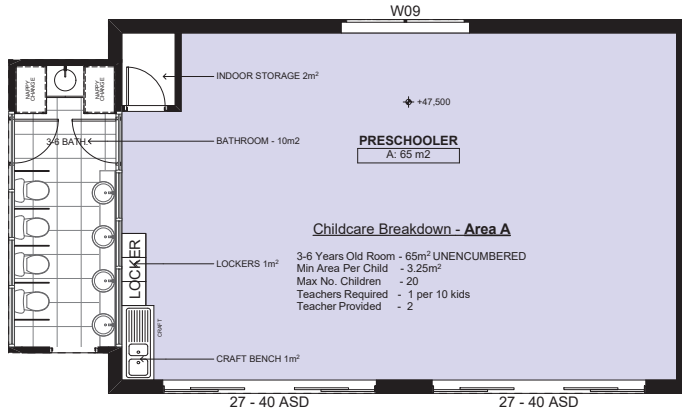 W09
NAPPY CHANGE
NAPPY CHANGE
INDOOR STORAGE 2m²
+47,500
3-6 BATH.
BATHROOM - 10m2
PRESCHOOLER
A: 65 m2
Childcare Breakdown - Area A
3-6 Years Old Room - 65m² UNENCUMBERED
Min Area Per Child - 3.25m²
Max No. Children - 20
Teachers Required - 1 per 10 kids
Teacher Provided - 2
LOCKER
LOCKERS 1m²
CRAFT
CRAFT BENCH 1m²
27 - 40 ASD
27 - 40 ASD